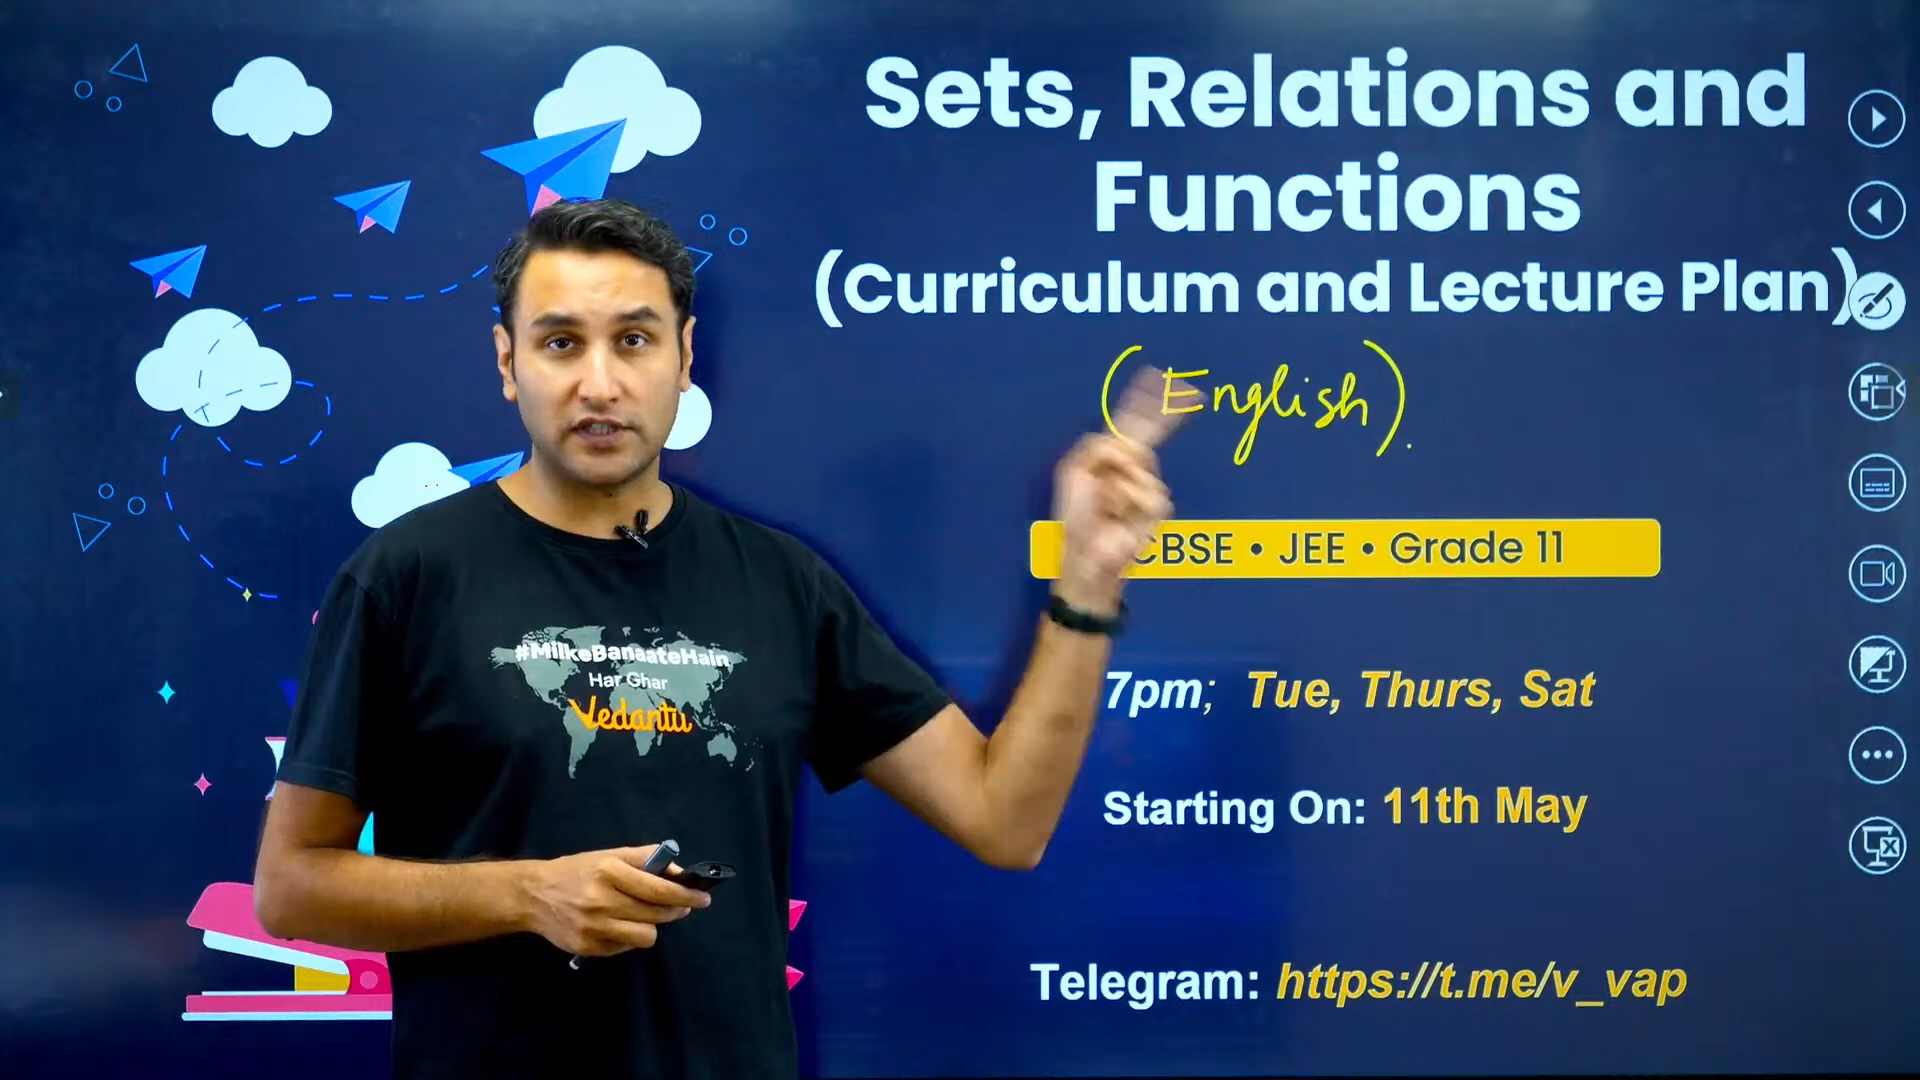 Sets, Relations and
Functions
(Curriculum and Lecture Plan)
(English).
CBSE • JEE • Grade 11
7pm; Tue, Thurs, Sat
Starting On: 11th May
Telegram: https://t.me/v_vap
#MilkeBanaateHain
Har Ghar
Vedantu